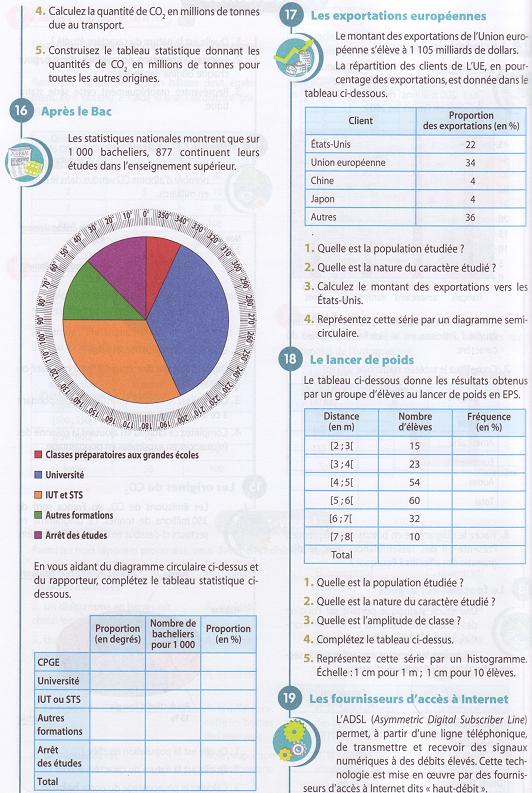 4. Calculez la quantité de CO2 en millions de tonnes
due au transport.
5. Construisez le tableau statistique donnant les
quantités de CO2 en millions de tonnes pour
toutes les autres origines.
16 Après le Bac
Les statistiques nationales montrent que sur
1 000 bacheliers, 877 continuent leurs
études dans l'enseignement supérieur.
Classes préparatoires aux grandes écoles
Université
IUT et STS
Autres formations
Arrêt des études
En vous aidant du diagramme circulaire ci-dessus et
du rapporteur, complétez le tableau statistique ci-
dessous.
Proportion (en degrés) Nombre de bacheliers pour 1 000 Proportion (en %)
CPGE
Université
IUT ou STS
Autres
formations
Arrêt
des études
Total
17 Les exportations européennes
Le montant des exportations de l'Union euro-
péenne s'élève à 1 105 milliards de dollars.
La répartition des clients de L'UE, en pour-
centage des exportations, est donnée dans le
tableau ci-dessous.
Client Proportion des exportations (en %)
États-Unis 22
Union européenne 34
Chine 4
Japon 4
Autres 36
1. Quelle est la population étudiée ?
2. Quelle est la nature du caractère étudié ?
3. Calculez le montant des exportations vers les
États-Unis.
4. Représentez cette série par un diagramme semi-
circulaire.
18 Le lancer de poids
Le tableau ci-dessous donne les résultats obtenus
par un groupe d'élèves au lancer de poids en EPS.
Distance (en m) Nombre d'élèves Fréquence (en %)
[2 ; 3[ 15
[3 ; 4[ 23
[4 ; 5[ 54
[5 ; 6[ 60
[6 ; 7[ 32
[7 ; 8[ 10
Total
1. Quelle est la population étudiée ?
2. Quelle est la nature du caractère étudié ?
3. Quelle est l'amplitude de classe ?
4. Complétez le tableau ci-dessus.
5. Représentez cette série par un histogramme.
Échelle : 1 cm pour 1 m ; 1 cm pour 10 élèves.
19 Les fournisseurs d'accès à Internet
L'ADSL (Asymmetric Digital Subscriber Line)
permet, à partir d'une ligne téléphonique,
de transmettre et recevoir des signaux
numériques à des débits élevés. Cette tech-
nologie est mise en œuvre par des fournis-
seurs d'accès à Internet dits « haut-débit ».